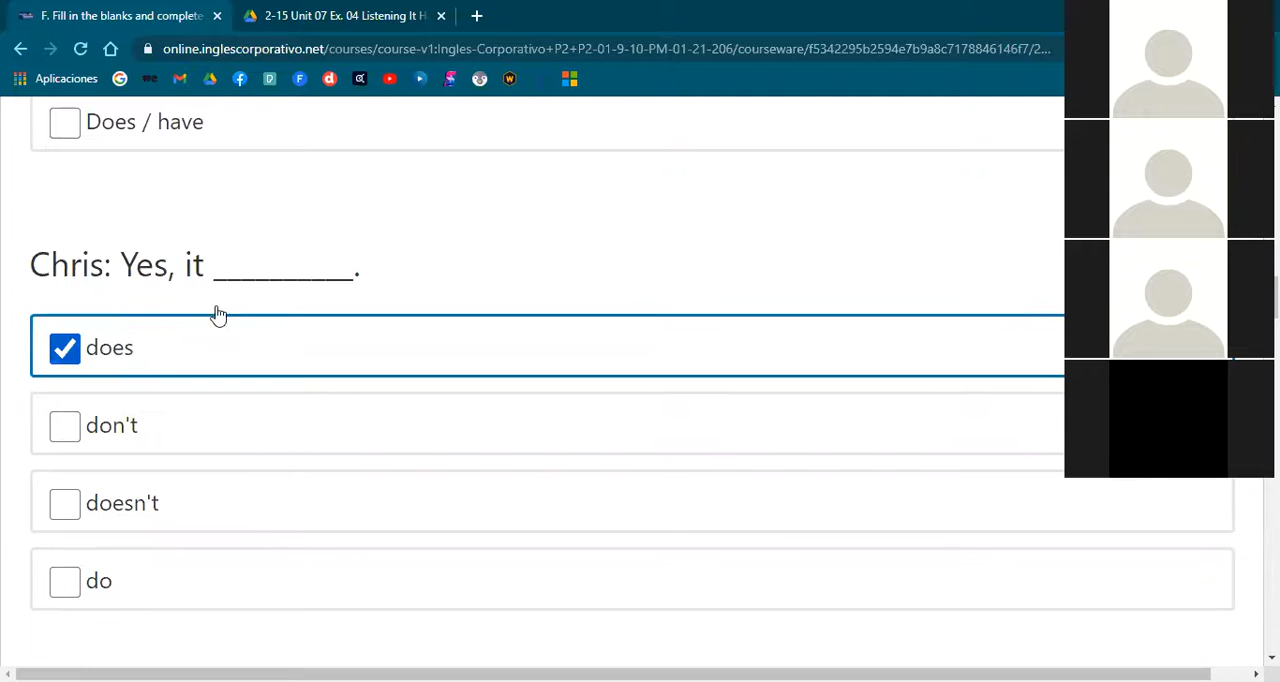 F. Fill in the blanks and complete
2-15 Unit 07 Ex. 04 Listening It H
online.inglescorporativo.net/courses/course-v1:Ingles-Corporativo+P2+P2-01-9-10-PM-01-21-206/courseware/f5342295b2594e7b9a8c7178846146f7/2...
Aplicaciones
Does / have
Chris: Yes, it __________.
does
don't
doesn't
do